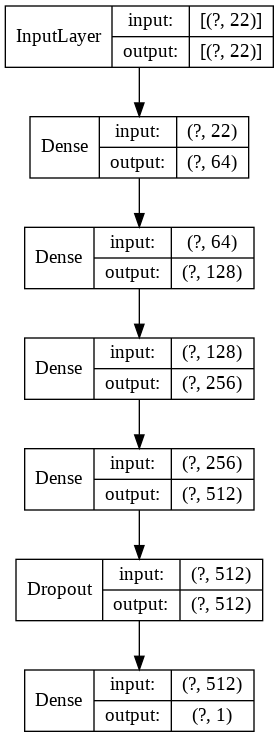 InputLayer
input: [(?, 22)]
output: [(?, 22)]
Dense
input: (?, 22)
output: (?, 64)
Dense
input: (?, 64)
output: (?, 128)
Dense
input: (?, 128)
output: (?, 256)
Dense
input: (?, 256)
output: (?, 512)
Dropout
input: (?, 512)
output: (?, 512)
Dense
input: (?, 512)
output: (?, 1)